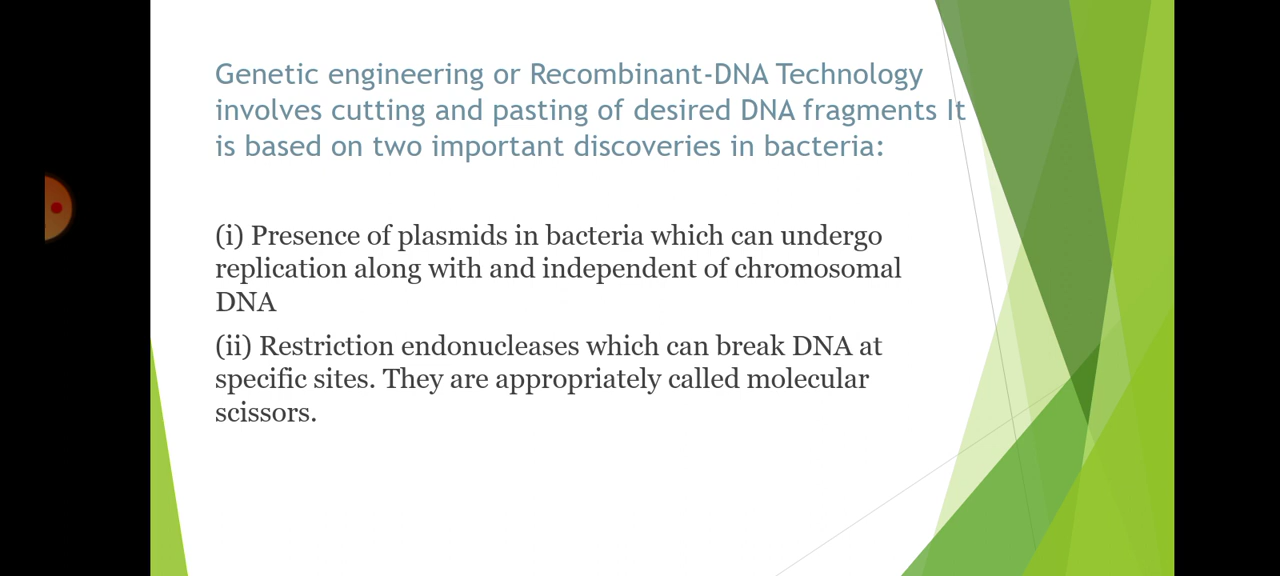 Genetic engineering or Recombinant-DNA Technology
involves cutting and pasting of desired DNA fragments It
is based on two important discoveries in bacteria:
(i) Presence of plasmids in bacteria which can undergo
replication along with and independent of chromosomal
DNA
(ii) Restriction endonucleases which can break DNA at
specific sites. They are appropriately called molecular
scissors.